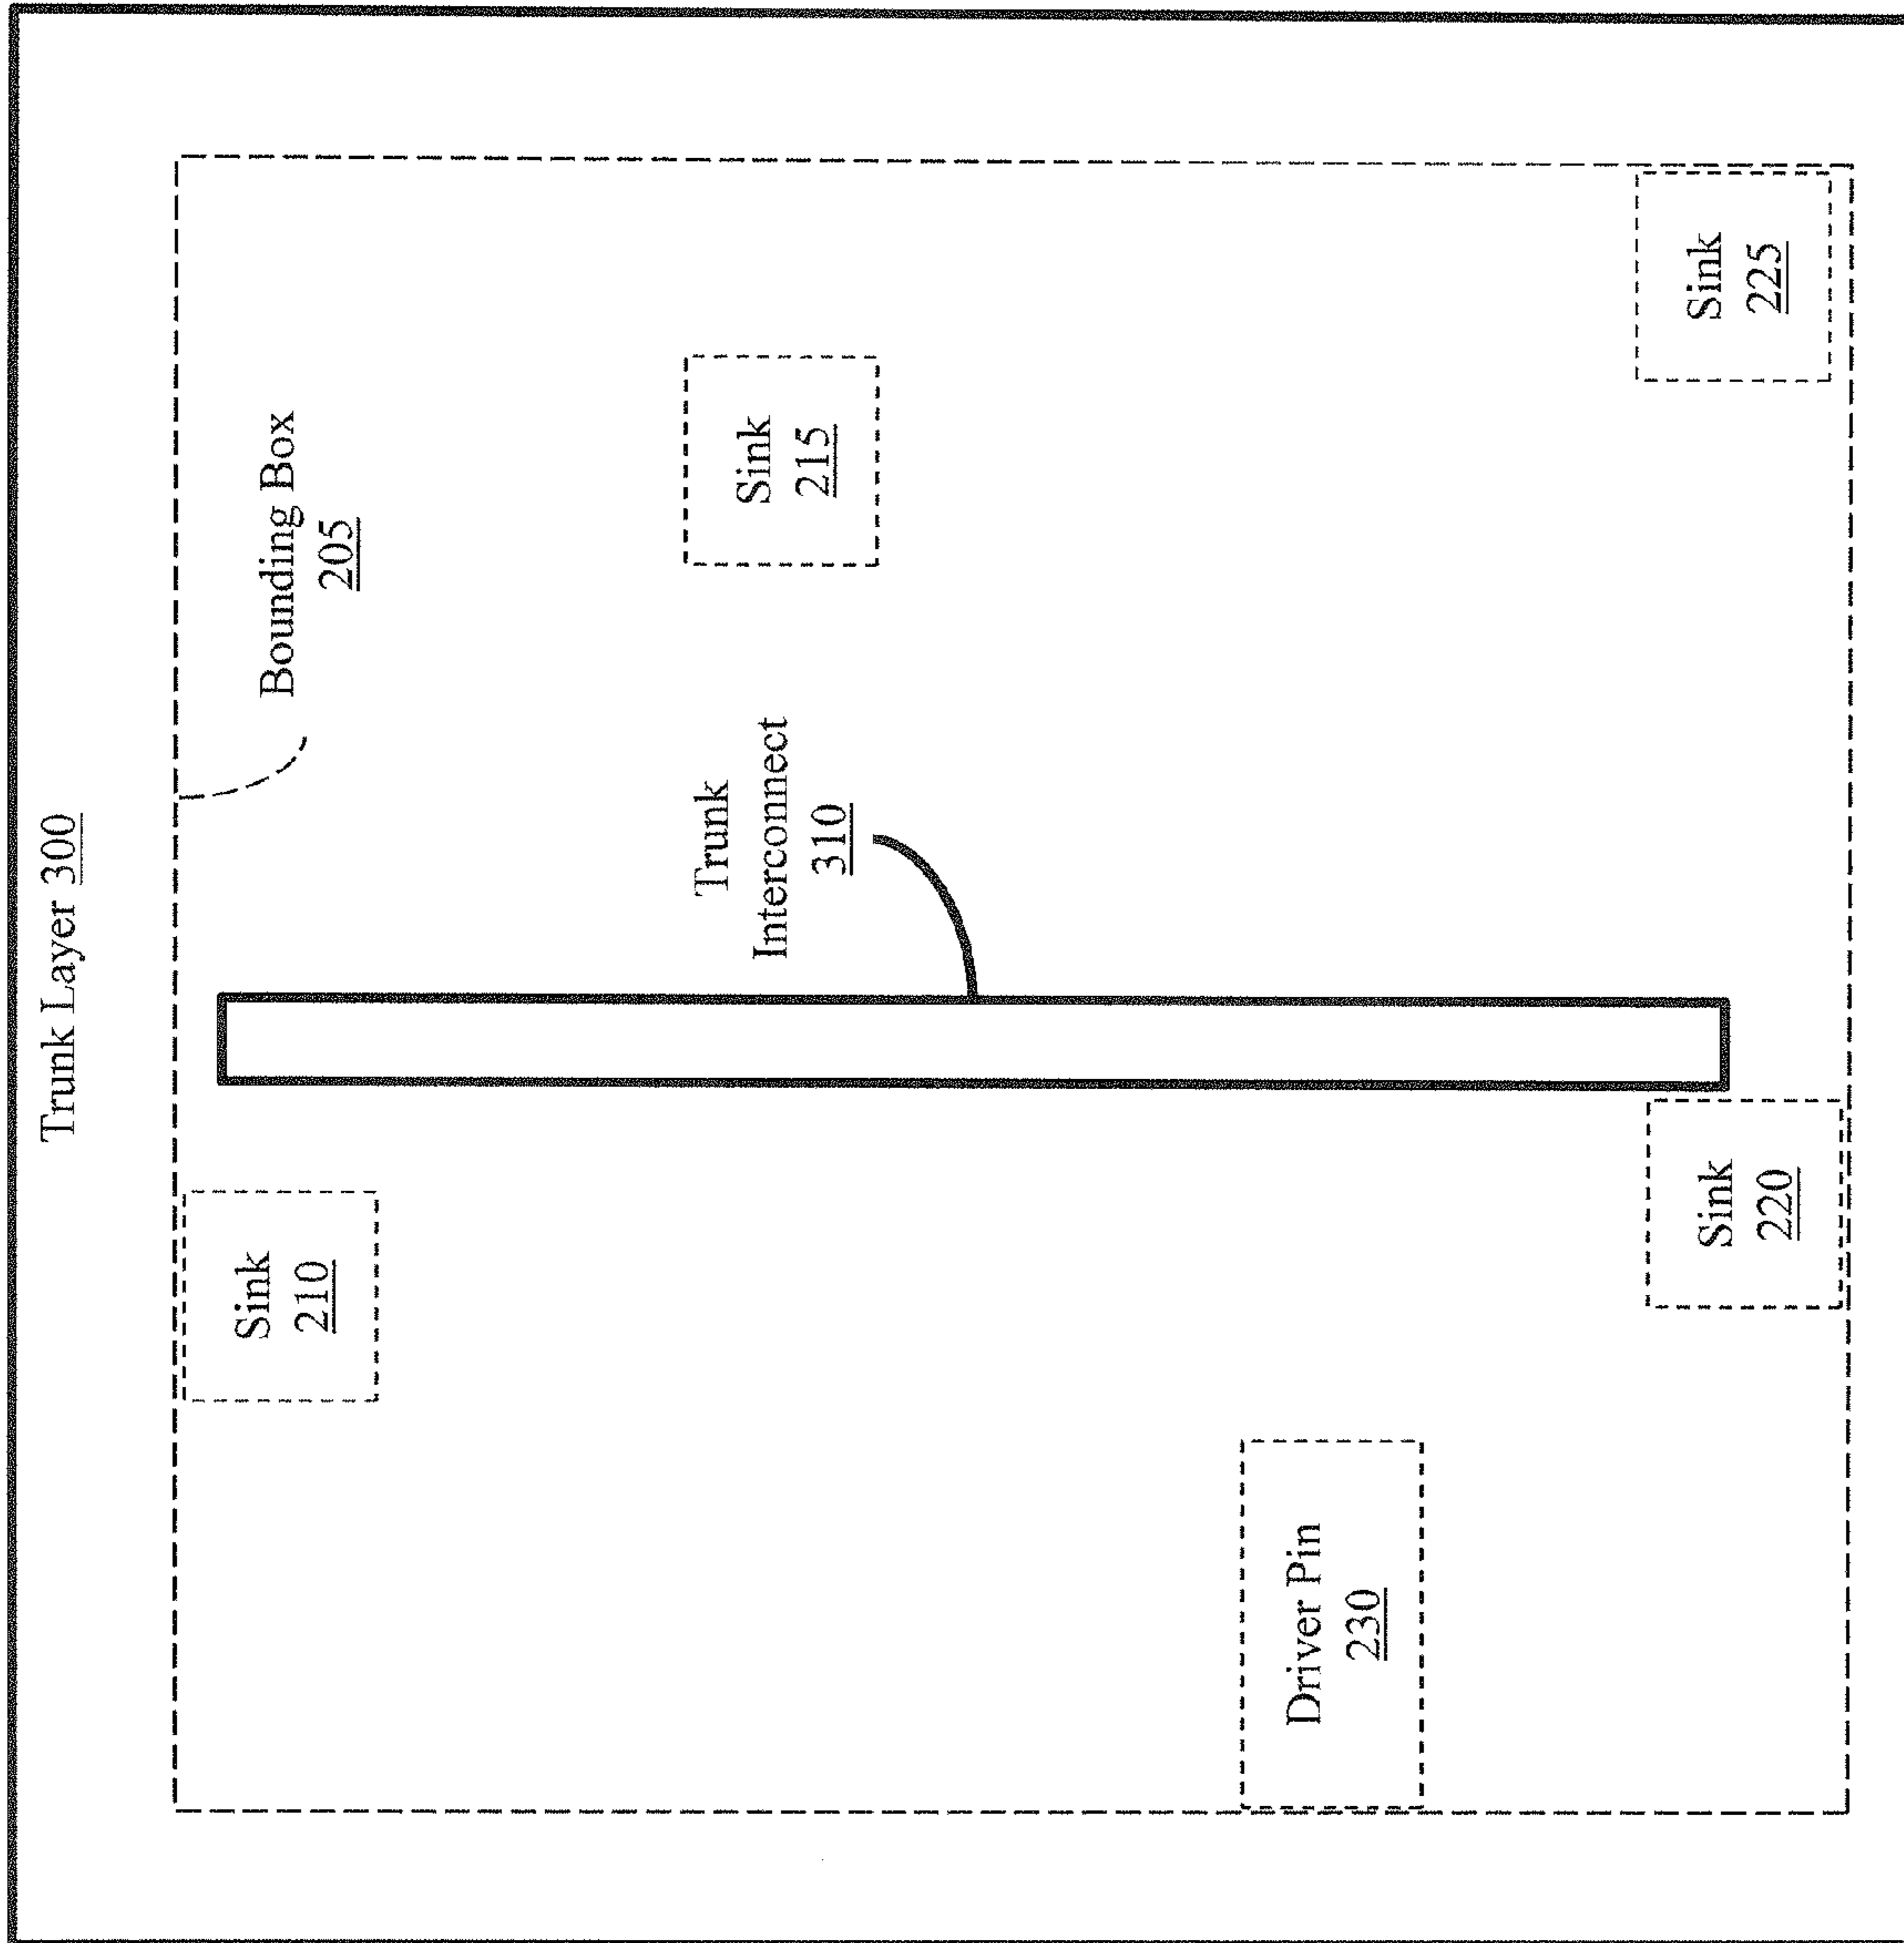 Trunk Layer 300
Bounding Box
205
Sink
210
Sink
215
Trunk
Interconnect
310
Driver Pin
230
Sink
220
Sink
225